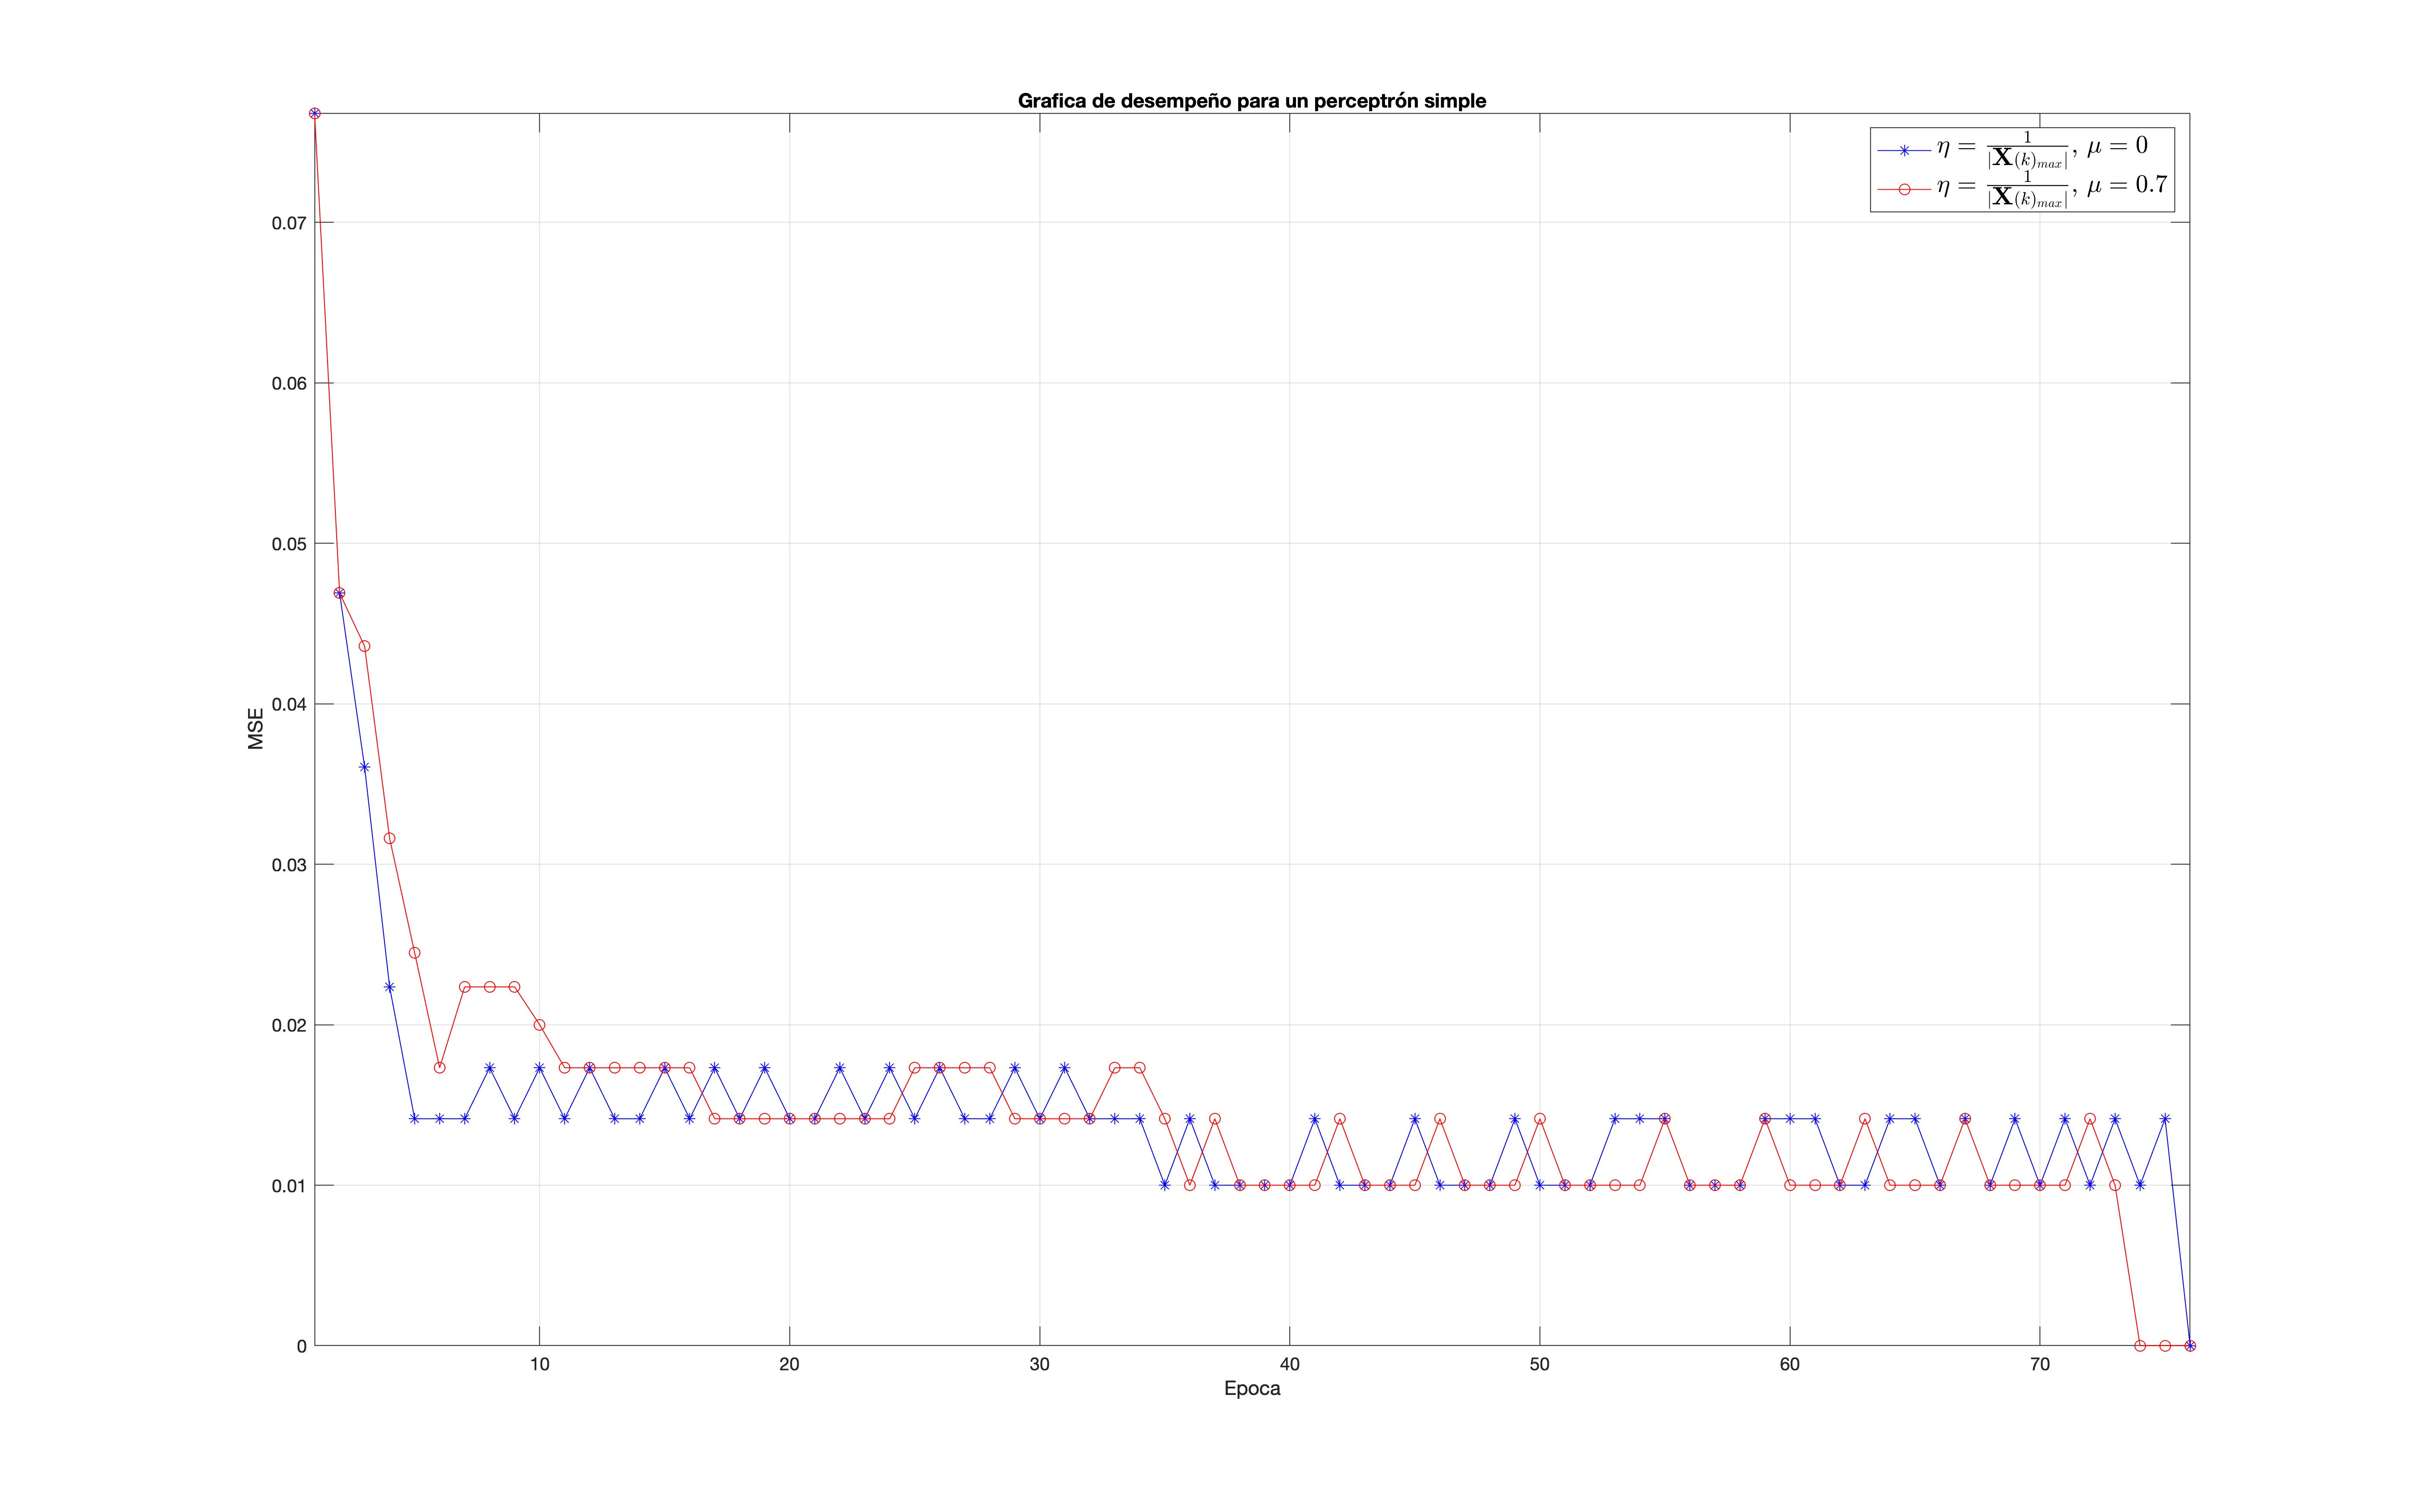 Grafica de desempeño para un perceptrón simple
η = 1/|X(k)max|, μ = 0
η = 1/|X(k)max|, μ = 0.7
0.07
0.06
0.05
0.04
0.03
0.02
0.01
0
MSE
10 20 30 40 50 60 70
Epoca